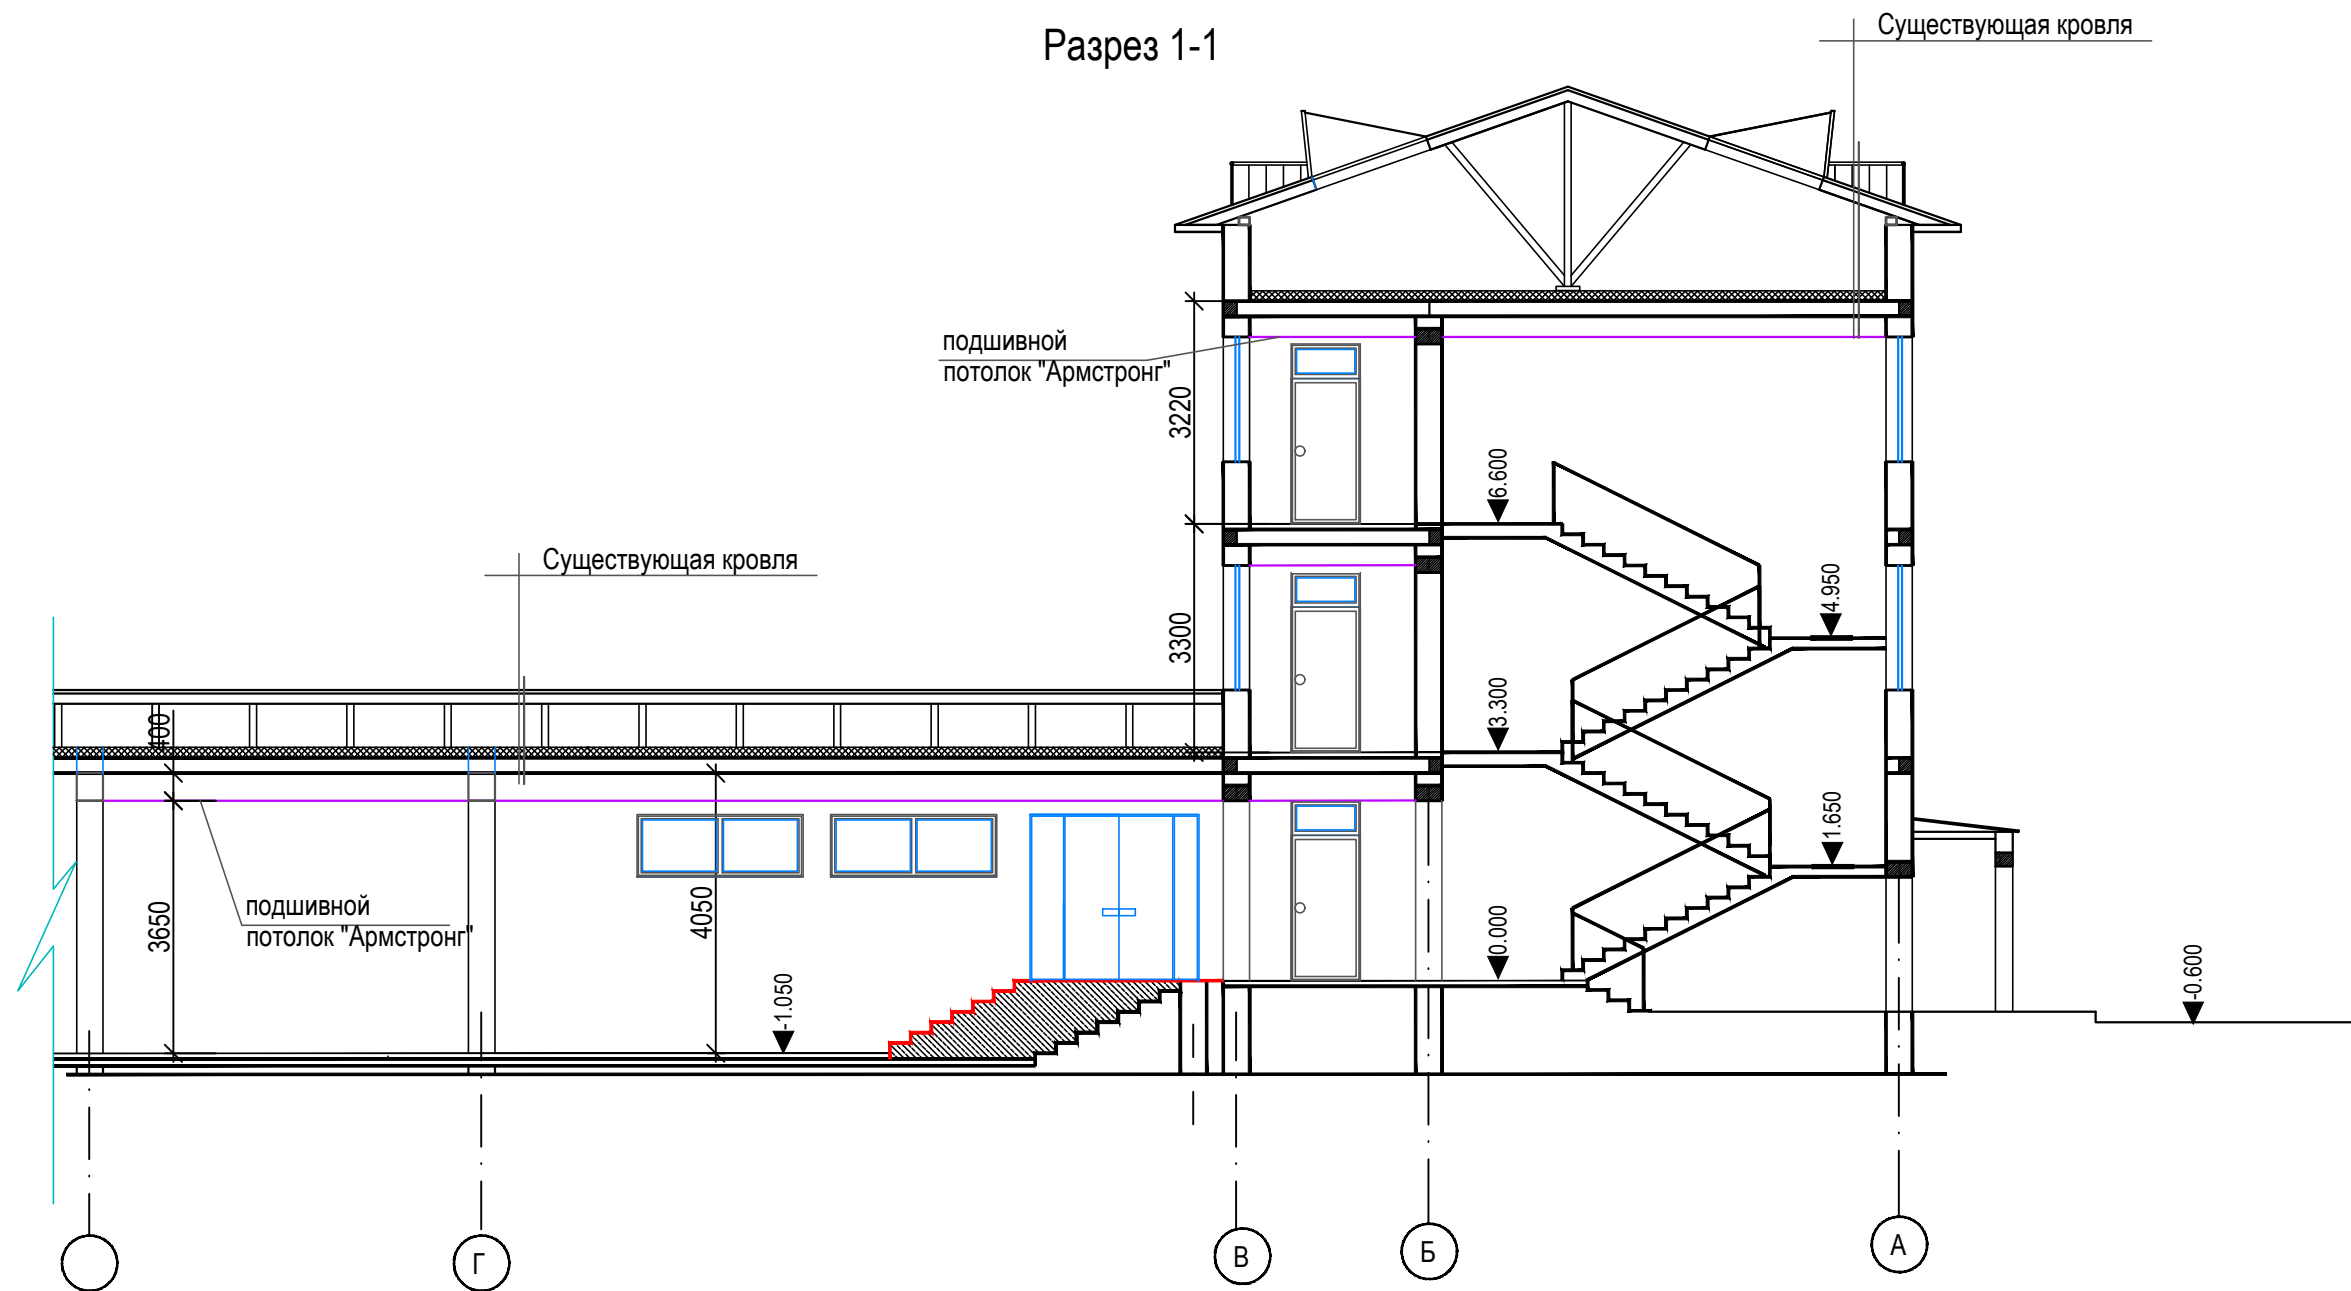 Разрез 1-1
Существующая кровля
подшивной
потолок "Армстронг"
3220
6.600
Существующая кровля
4.950
3300
3.300
400
1.650
подшивной
потолок "Армстронг"
3650
4050
0.000
-1.050
-0.600
Г
В
Б
А